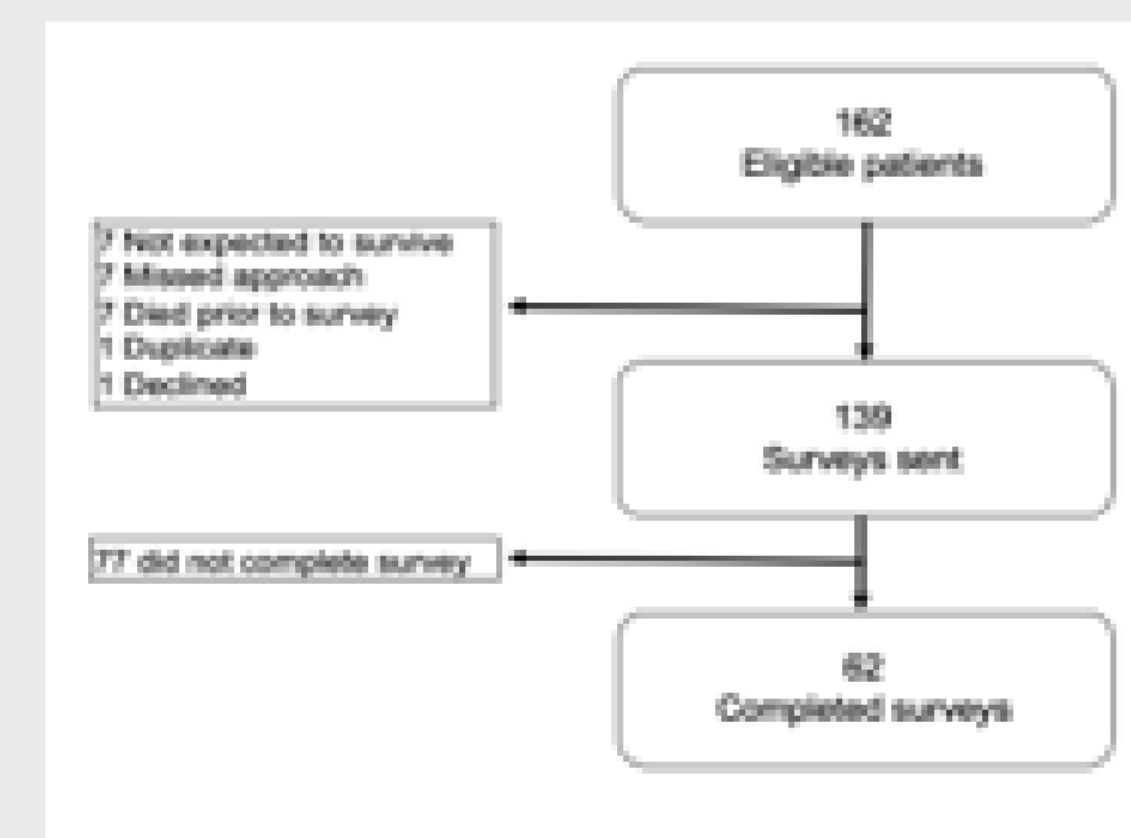 162
Eligible patients
7 Not expected to survive
7 Missed approach
7 Died prior to survey
1 Duplicate
1 Declined
139
Surveys sent
77 did not complete survey
62
Completed surveys